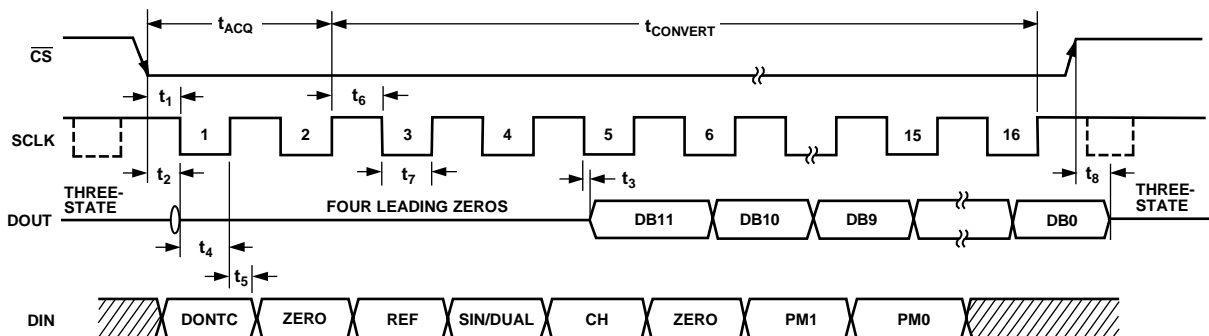 tACQ tCONVERT
CS
t1 t6
SCLK 1 2 3 4 5 6 15 16
t2 t7 t3 t8
THREE-
STATE
DOUT FOUR LEADING ZEROS DB11 DB10 DB9 DB0
THREE-
STATE
t4
t5
DIN DONTC ZERO REF SIN/DUAL CH ZERO PM1 PM0